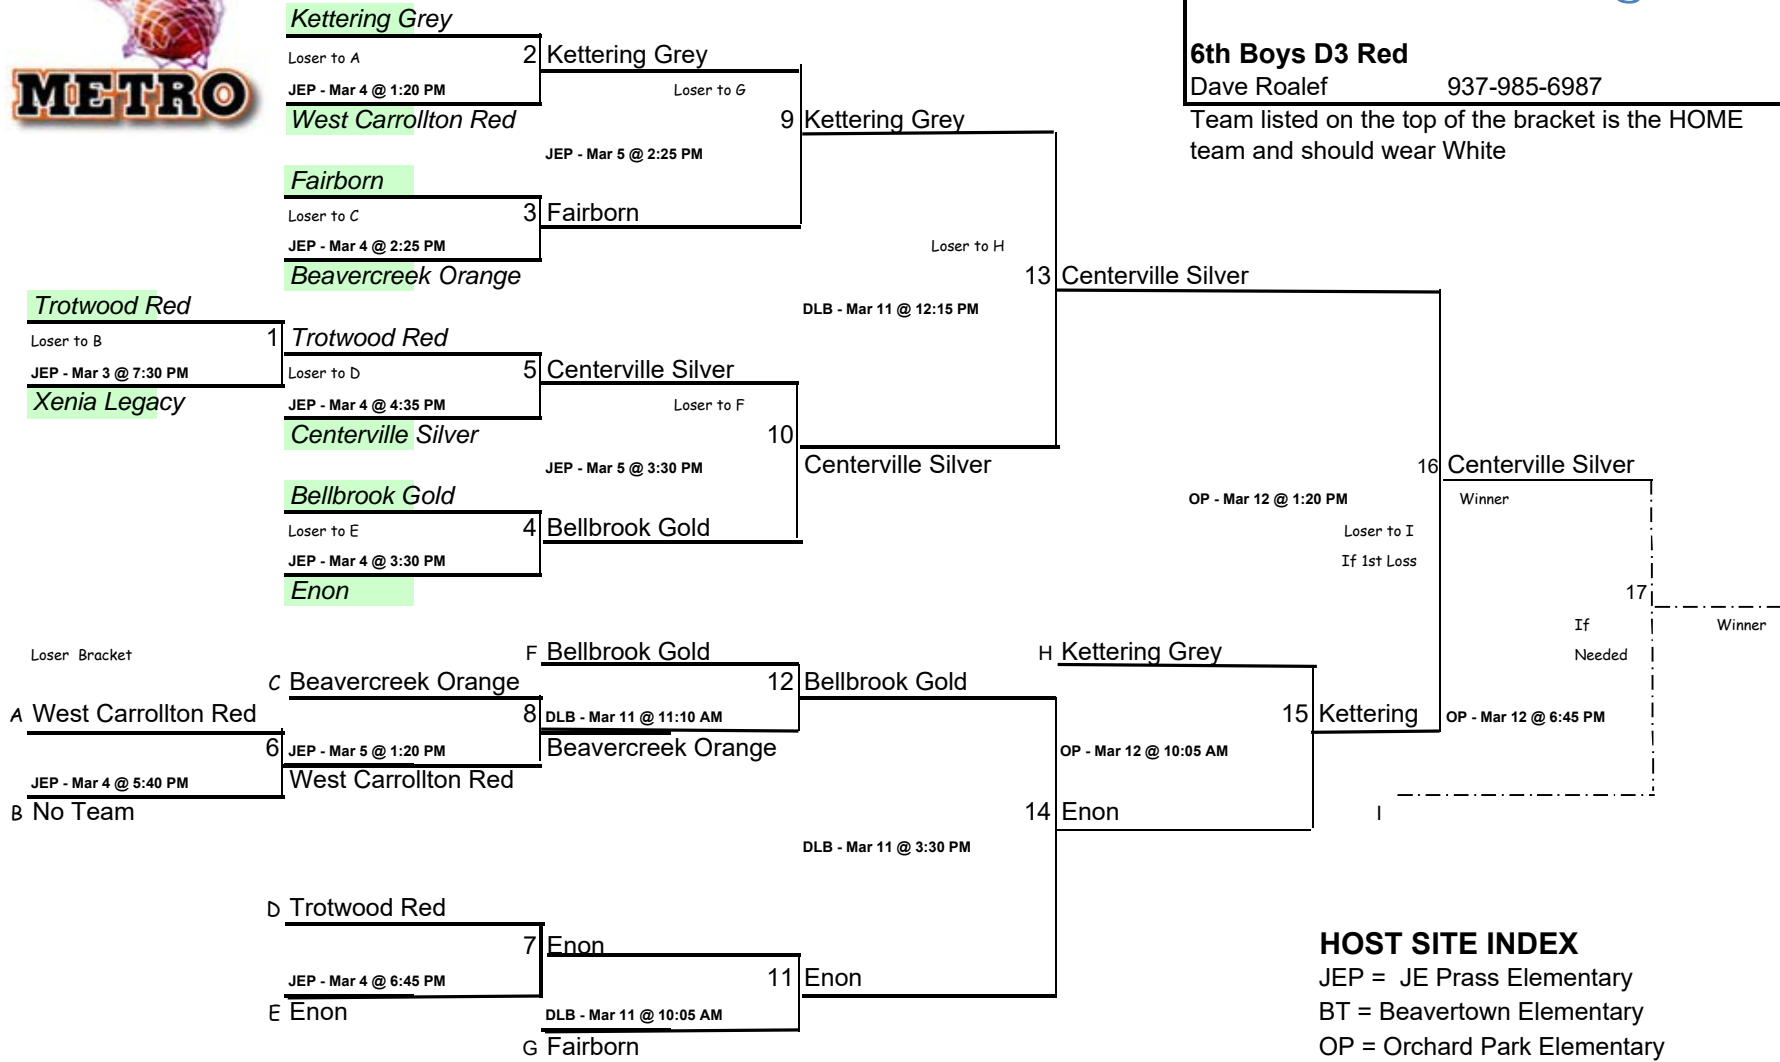 METRO
6th Boys D3 Red
Dave Roalef 937-985-6987
Team listed on the top of the bracket is the HOME
team and should wear White
Kettering Grey
Loser to A
2 Kettering Grey
JEP - Mar 4 @ 1:20 PM
Loser to G
West Carrollton Red
9 Kettering Grey
JEP - Mar 5 @ 2:25 PM
Fairborn
Loser to C
3 Fairborn
JEP - Mar 4 @ 2:25 PM
Loser to H
Beavercreek Orange
13 Centerville Silver
Trotwood Red
DLB - Mar 11 @ 12:15 PM
Loser to B
1 Trotwood Red
JEP - Mar 3 @ 7:30 PM
Loser to D
5 Centerville Silver
Xenia Legacy
JEP - Mar 4 @ 4:35 PM
Loser to F
Centerville Silver
10
JEP - Mar 5 @ 3:30 PM
Centerville Silver
16 Centerville Silver
Bellbrook Gold
OP - Mar 12 @ 1:20 PM
Winner
Loser to E
4 Bellbrook Gold
Loser to I
JEP - Mar 4 @ 3:30 PM
If 1st Loss
Enon
17
If
Needed
Winner
Loser Bracket
F Bellbrook Gold
H Kettering Grey
C Beavercreek Orange
12 Bellbrook Gold
A West Carrollton Red
8 DLB - Mar 11 @ 11:10 AM
15 Kettering
OP - Mar 12 @ 6:45 PM
6 JEP - Mar 5 @ 1:20 PM
Beavercreek Orange
OP - Mar 12 @ 10:05 AM
JEP - Mar 4 @ 5:40 PM
West Carrollton Red
B No Team
14 Enon
I
DLB - Mar 11 @ 3:30 PM
D Trotwood Red
7 Enon
JEP - Mar 4 @ 6:45 PM
11 Enon
E Enon
DLB - Mar 11 @ 10:05 AM
G Fairborn
HOST SITE INDEX
JEP = JE Prass Elementary
BT = Beavertown Elementary
OP = Orchard Park Elementary